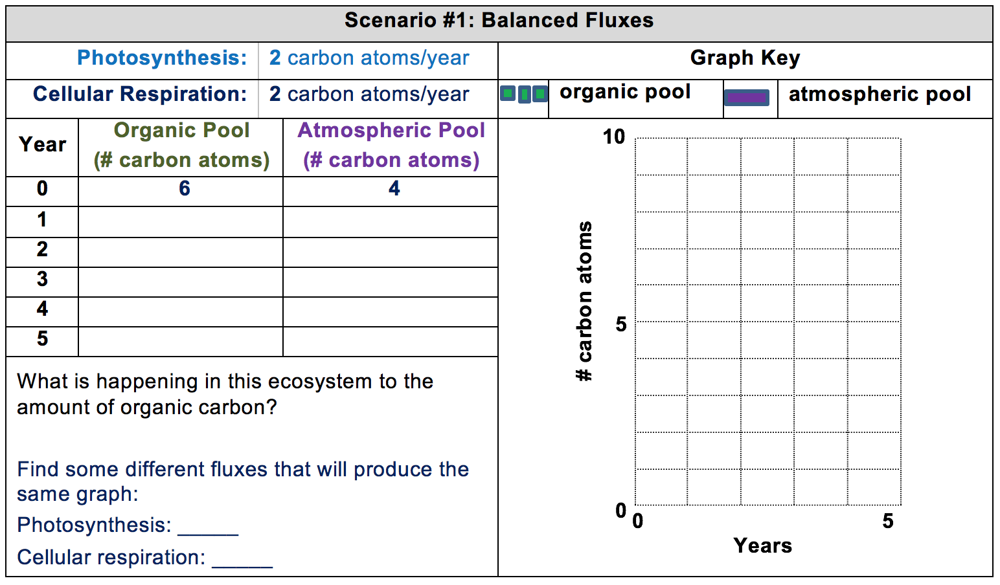 Scenario #1: Balanced Fluxes
Photosynthesis: 2 carbon atoms/year
Graph Key
Cellular Respiration: 2 carbon atoms/year
organic pool
atmospheric pool
Year
Organic Pool
(# carbon atoms)
Atmospheric Pool
(# carbon atoms)
0 6 4
1
2
3
4
5
What is happening in this ecosystem to the
amount of organic carbon?
Find some different fluxes that will produce the
same graph:
Photosynthesis: _____
Cellular respiration: _____
10
5
0
# carbon atoms
0 5
Years